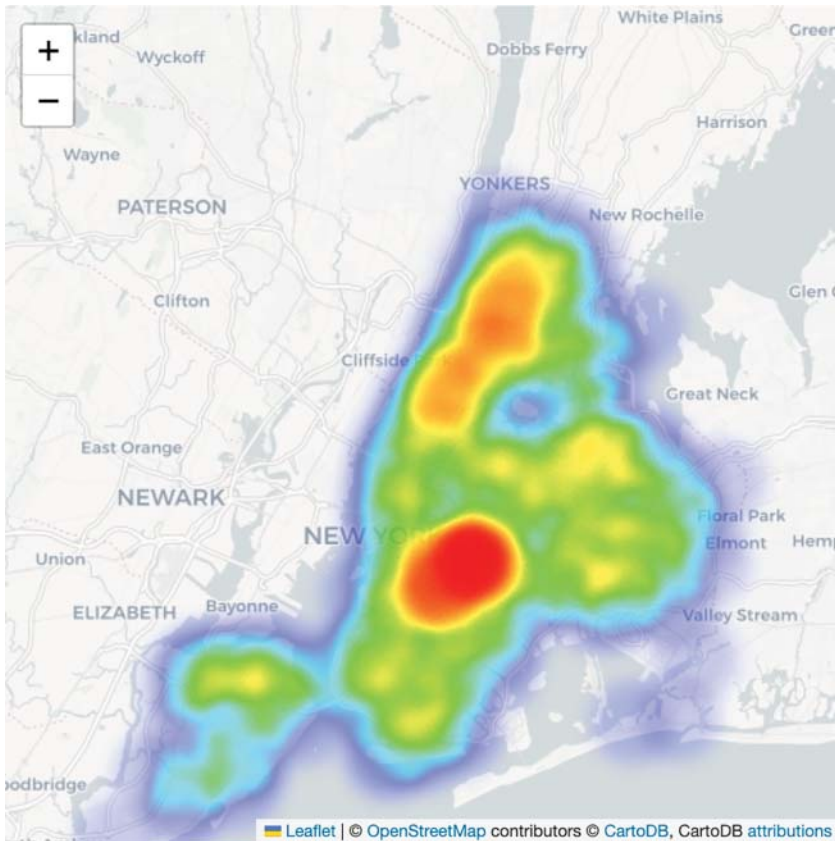 White Plains
Green
kland
+
Wyckoff
Dobbs Ferry
−
Harrison
Wayne
YONKERS
PATERSON
New Rochelle
Glen
Clifton
Cliffside
Great Neck
East Orange
NEWARK
NEW YO
Floral Park
Union
Elmont
Hemp
ELIZABETH
Bayonne
Valley Stream
oodbridge
Leaflet | © OpenStreetMap contributors © CartoDB, CartoDB attributions